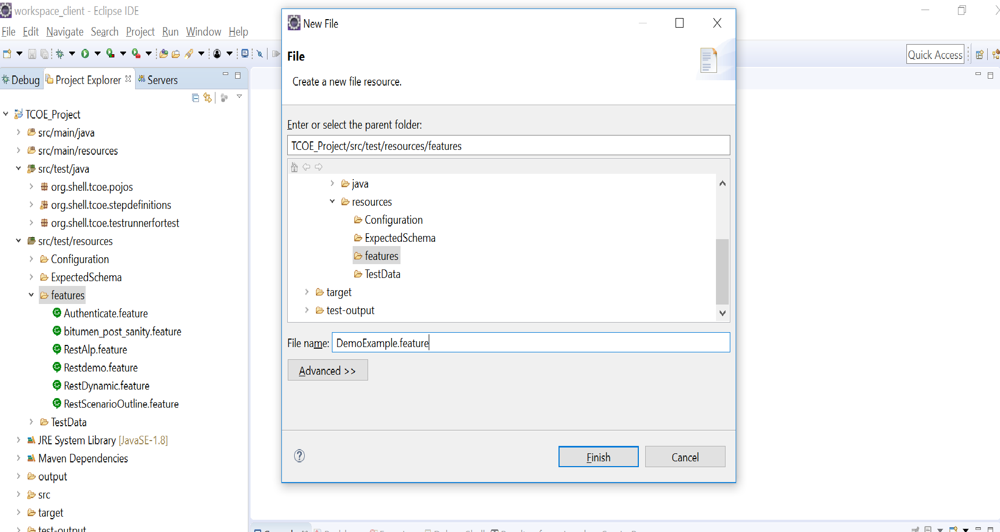 workspace_client - Eclipse IDE
File Edit Navigate Search Project Run Window Help
Quick Access
Debug Project Explorer Servers
TCOE_Project
src/main/java
src/main/resources
src/test/java
org.shell.tcoe.pojos
org.shell.tcoe.stepdefinitions
org.shell.tcoe.testrunnerfortest
src/test/resources
Configuration
ExpectedSchema
features
Authenticate.feature
bitumen_post_sanity.feature
RestAlp.feature
Restdemo.feature
RestDynamic.feature
RestScenarioOutline.feature
TestData
JRE System Library [JavaSE-1.8]
Maven Dependencies
output
src
target
test-output
New File
File
Create a new file resource.
Enter or select the parent folder:
TCOE_Project/src/test/resources/features
java
resources
Configuration
ExpectedSchema
features
TestData
target
test-output
File name: DemoExample.feature
Advanced >>
Finish Cancel